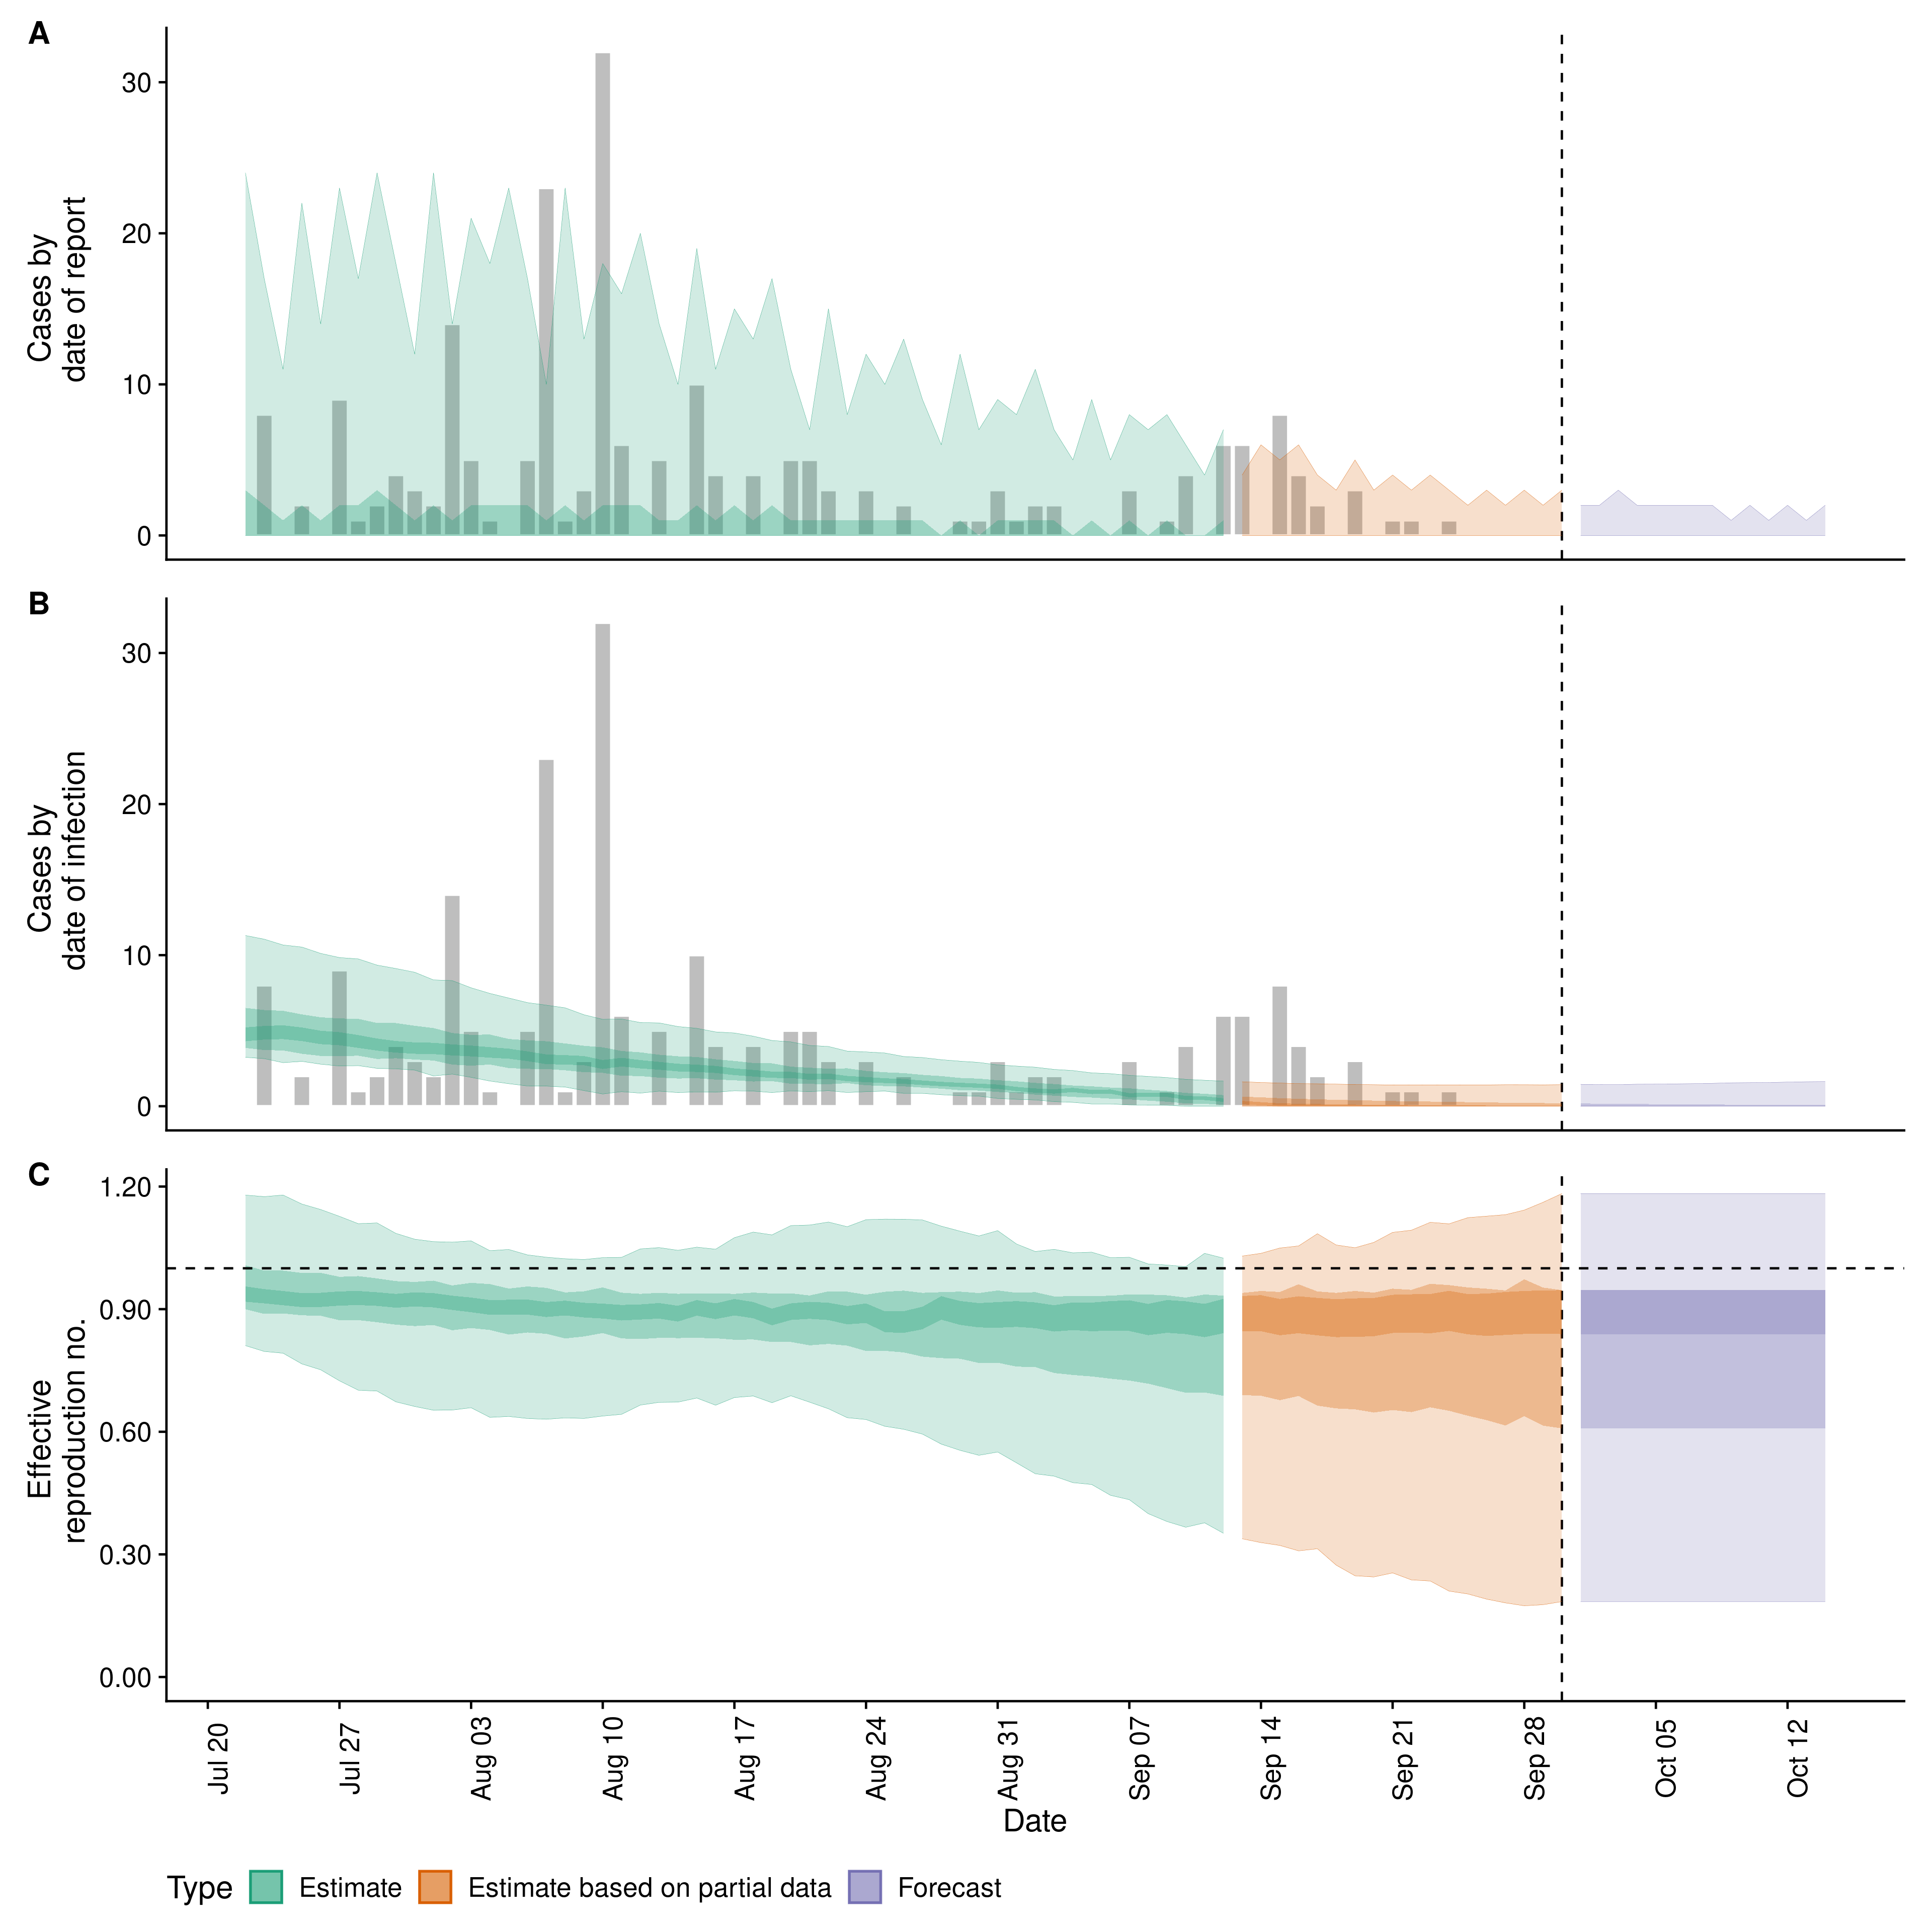 A
30
20
10
0
Cases by
date of report
B
30
20
10
0
Cases by
date of infection
C
1.20
0.90
0.60
0.30
0.00
Effective
reproduction no.
Jul 20
Jul 27
Aug 03
Aug 10
Aug 17
Aug 24
Aug 31
Sep 07
Sep 14
Sep 21
Sep 28
Oct 05
Oct 12
Date
Type Estimate Estimate based on partial data Forecast